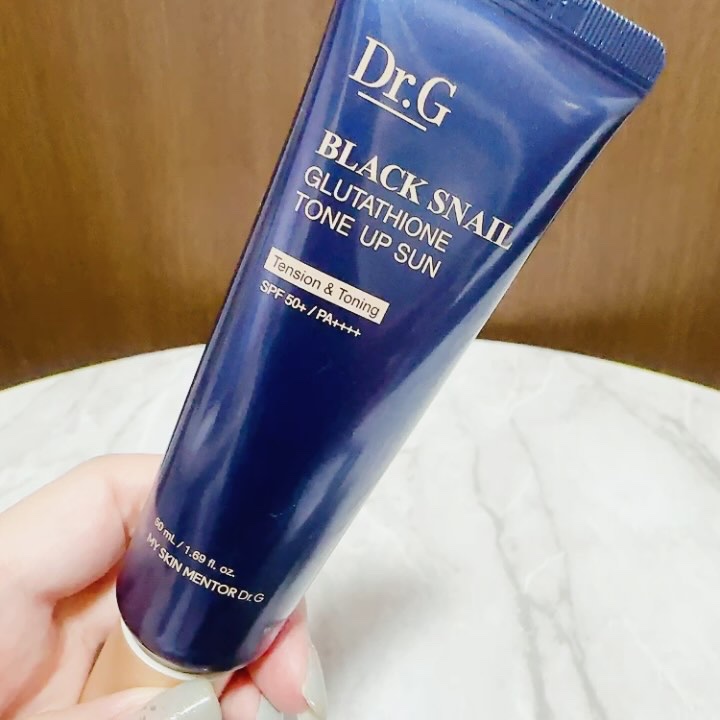 Dr.G
BLACK SNAIL
GLUTATHIONE
TONE UP SUN
Tension & Toning
SPF 50+ / PA++++
50 mL / 1.69 fl. oz.
MY SKIN MENTOR Dr.G